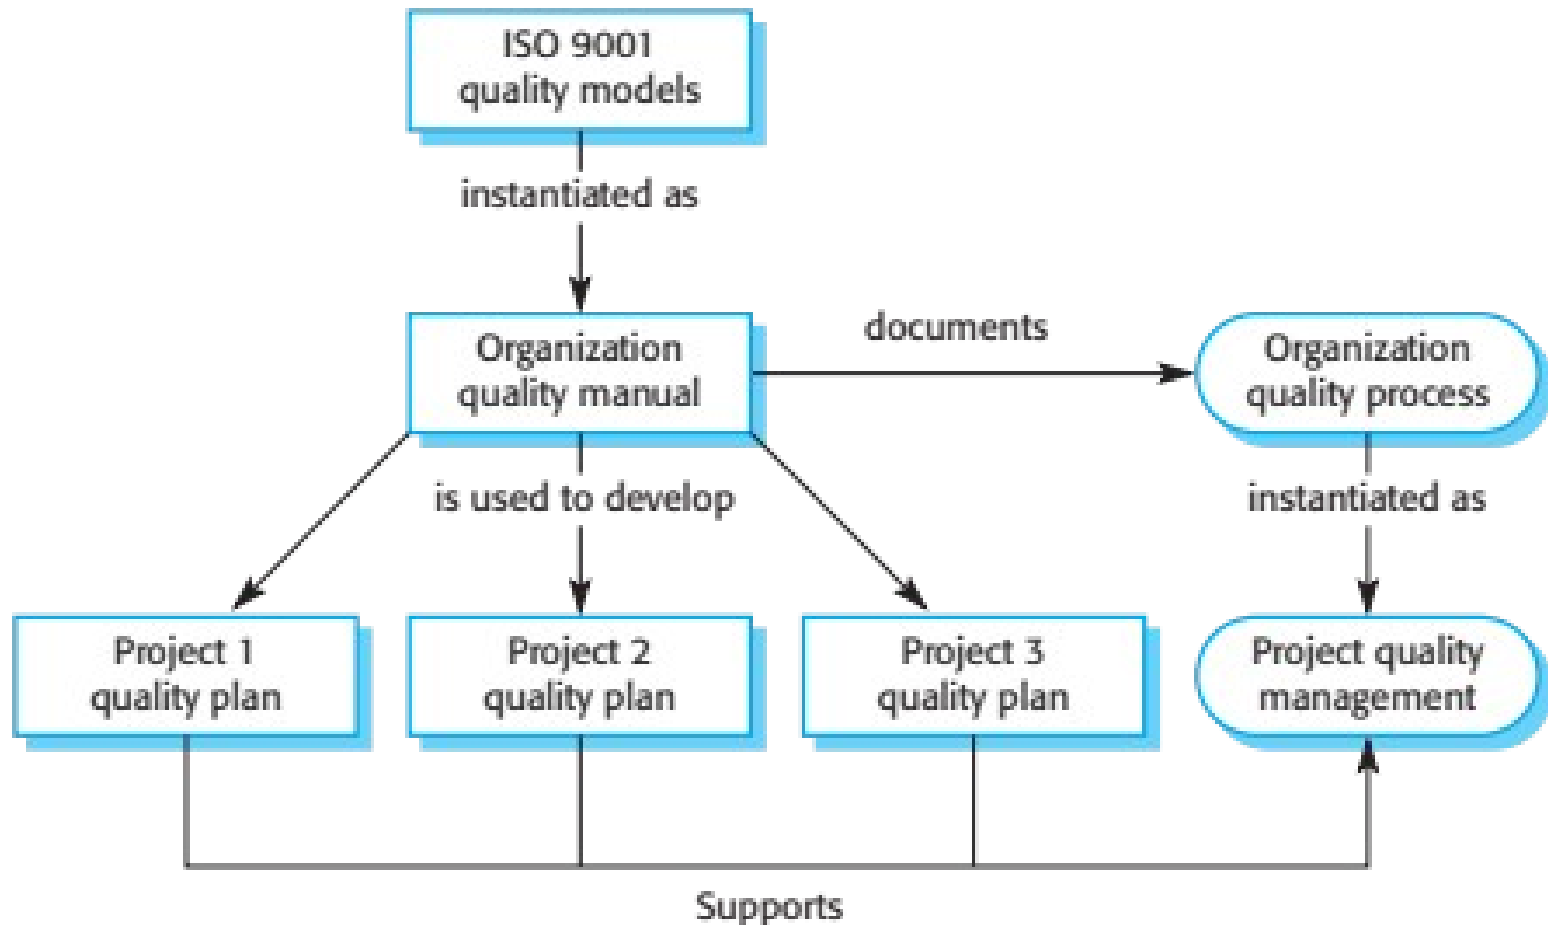 ISO 9001
quality models
instantiated as
Organization
quality manual
documents
Organization
quality process
is used to develop
instantiated as
Project 1
quality plan
Project 2
quality plan
Project 3
quality plan
Project quality
management
Supports